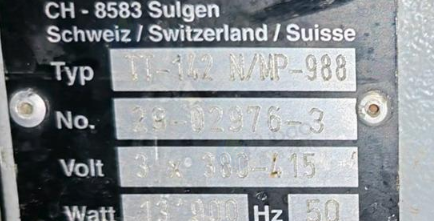 CH - 8583 Sulgen
Schweiz / Switzerland / Suisse
Typ TT-142 N/MP-988
No. 29-02976-3
Volt 3 x 380-415
Watt Hz 50